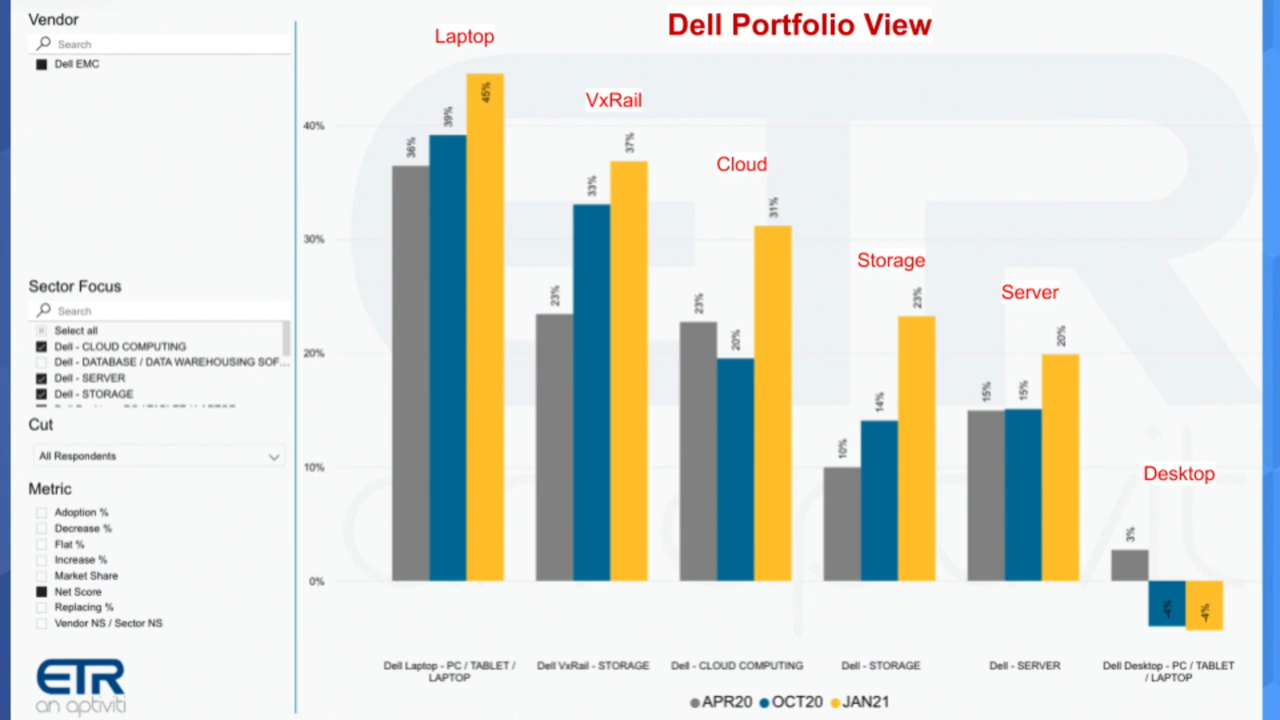 Dell Portfolio View
Vendor
Search
Dell EMC
Sector Focus
Search
Select all
Dell - CLOUD COMPUTING
Dell - DATABASE / DATA WAREHOUSING SOF...
Dell - SERVER
Dell - STORAGE
Cut
All Respondents
Metric
Adoption %
Decrease %
Flat %
Increase %
Market Share
Net Score
Replacing %
Vendor NS / Sector NS
ETR
an aptiviti
40%
30%
20%
10%
0%
Laptop
36%
39%
45%
VxRail
23%
33%
37%
Cloud
23%
20%
31%
Storage
10%
14%
23%
Server
15%
15%
20%
Desktop
3%
-4%
-4%
Dell Laptop - PC / TABLET /
LAPTOP
Dell VxRail - STORAGE
Dell - CLOUD COMPUTING
Dell - STORAGE
Dell - SERVER
Dell Desktop - PC / TABLET
/ LAPTOP
APR20 OCT20 JAN21
ETR
an aptiviti